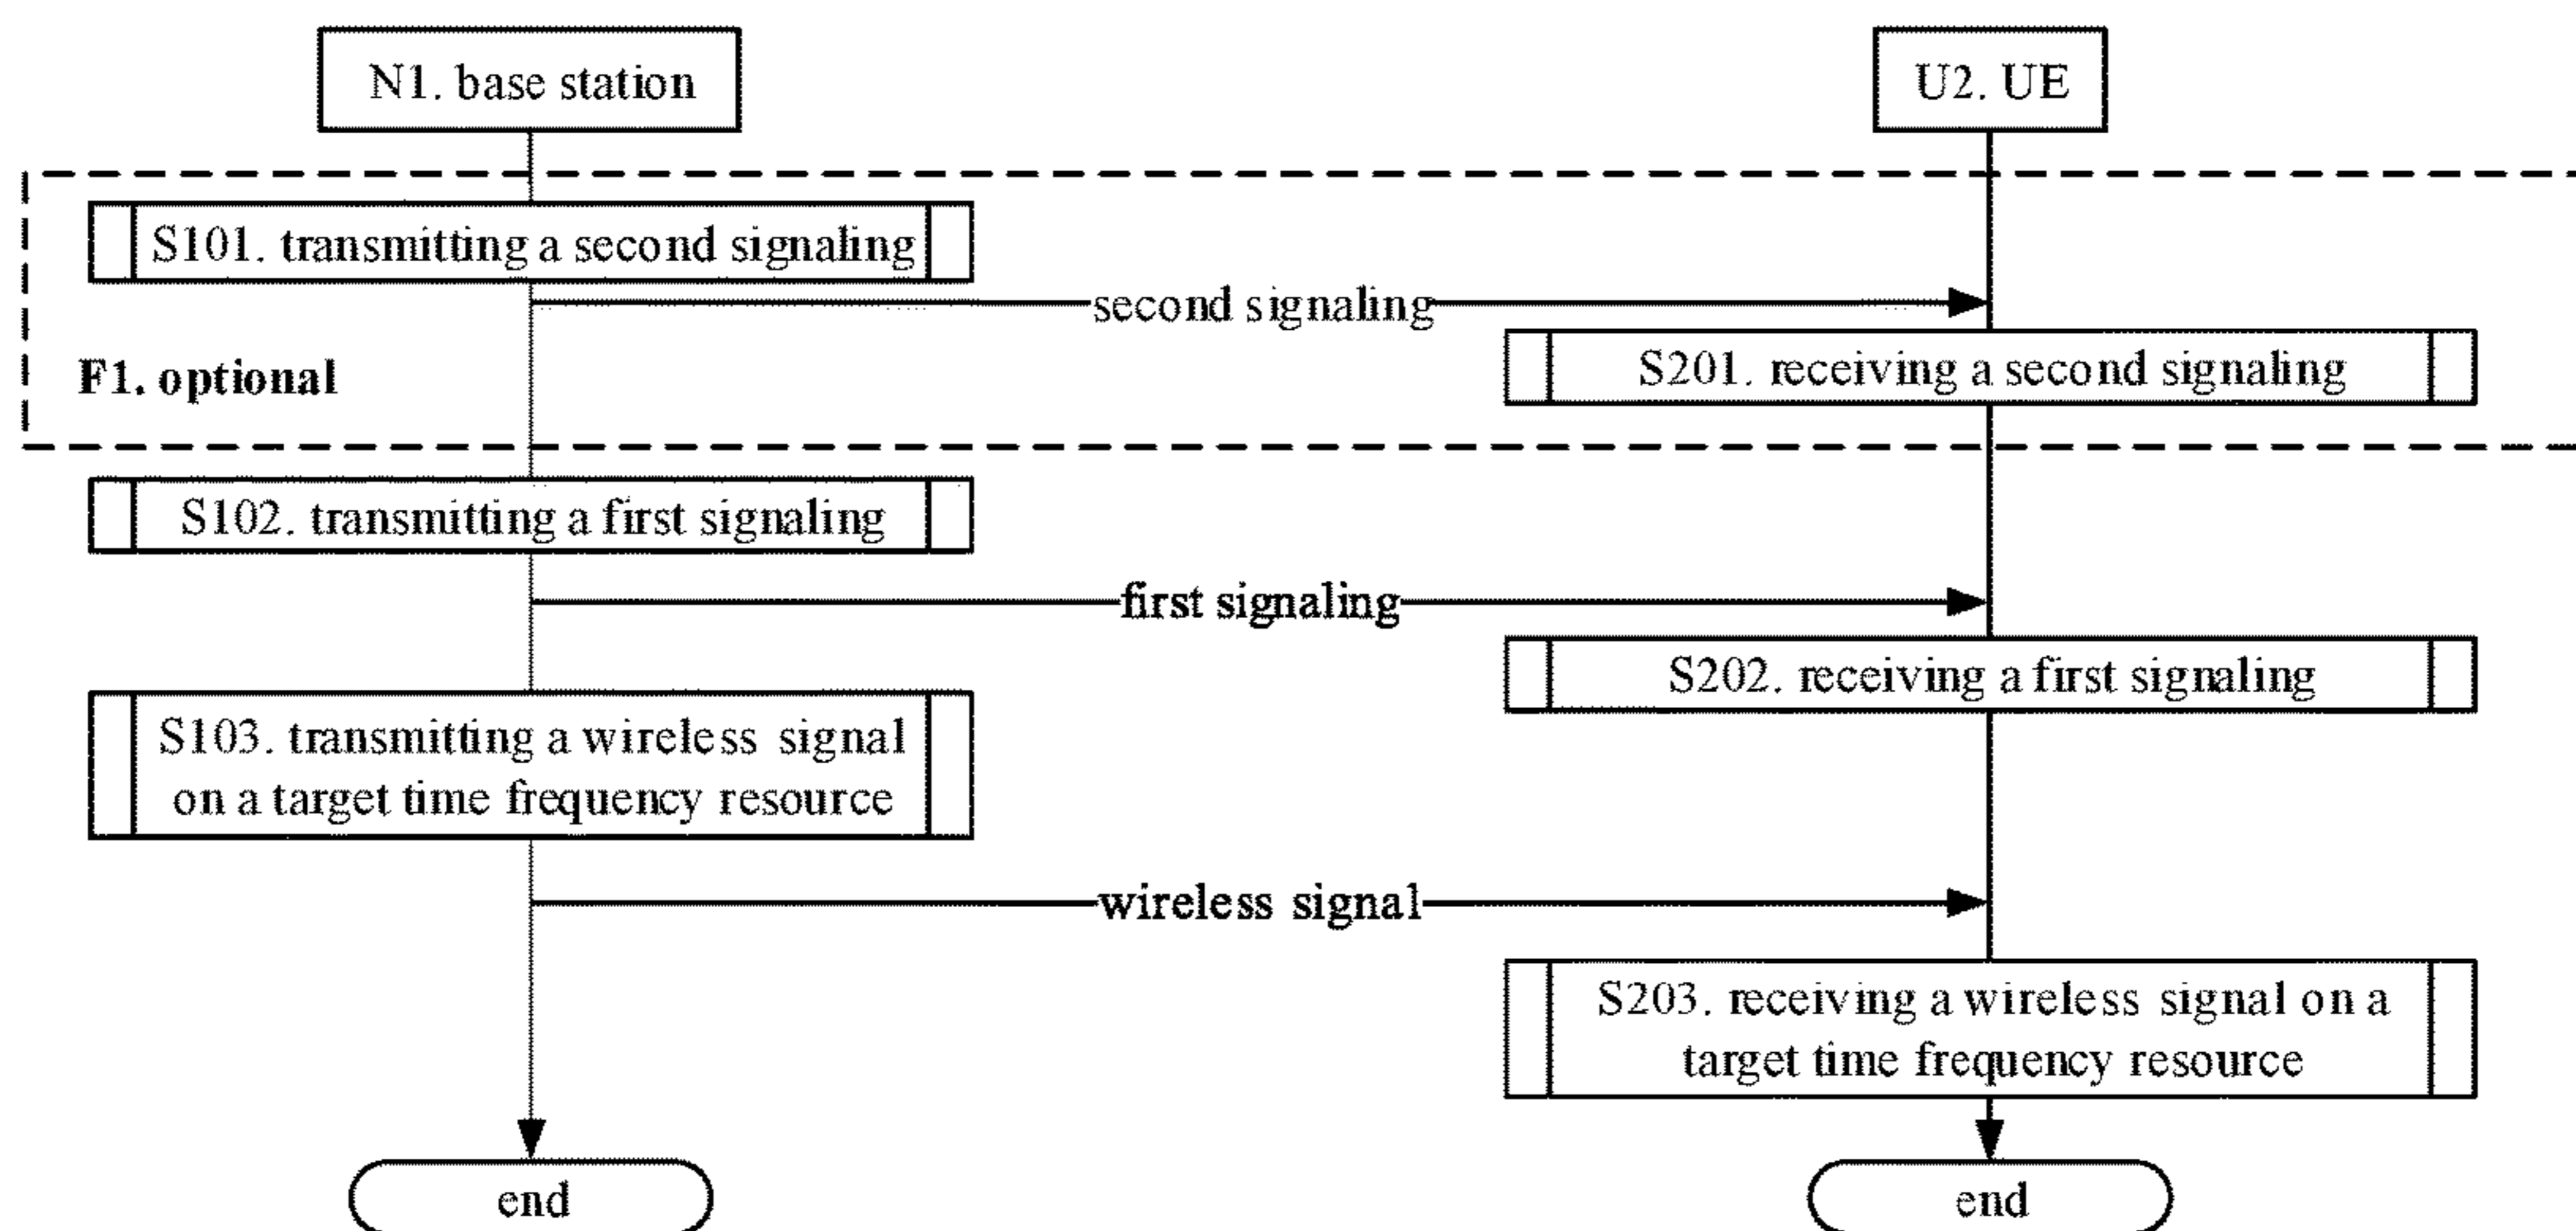 N1. base station
U2. UE
S101. transmitting a second signaling
second signaling
S201. receiving a second signaling
F1. optional
S102. transmitting a first signaling
first signaling
S202. receiving a first signaling
S103. transmitting a wireless signal
on a target time frequency resource
wireless signal
S203. receiving a wireless signal on a
target time frequency resource
end
end